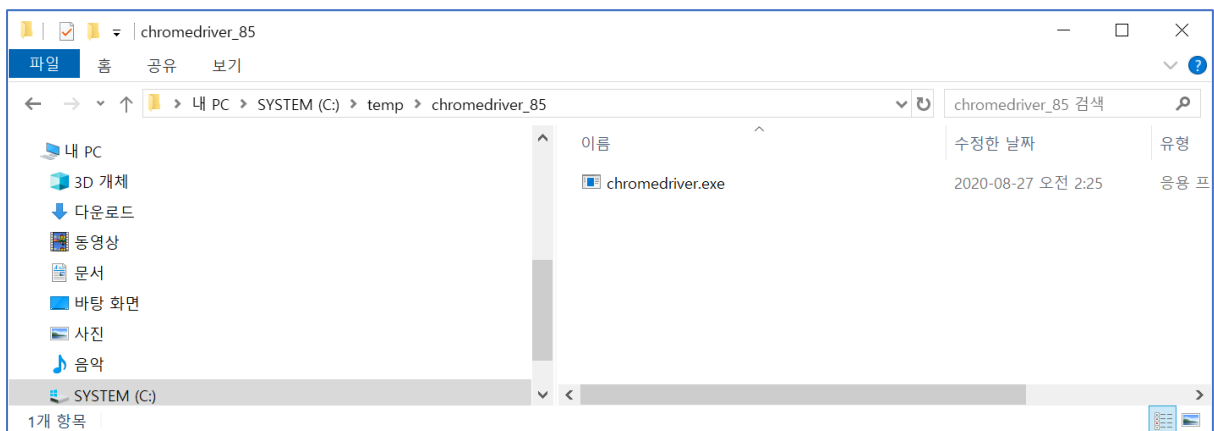 chromedriver_85
파일 홈 공유 보기
내 PC > SYSTEM (C:) > temp > chromedriver_85
chromedriver_85 검색
내 PC
3D 개체
다운로드
동영상
문서
바탕 화면
사진
음악
SYSTEM (C:)
이름 수정한 날짜 유형
chromedriver.exe 2020-08-27 오전 2:25 응용 프
1개 항목